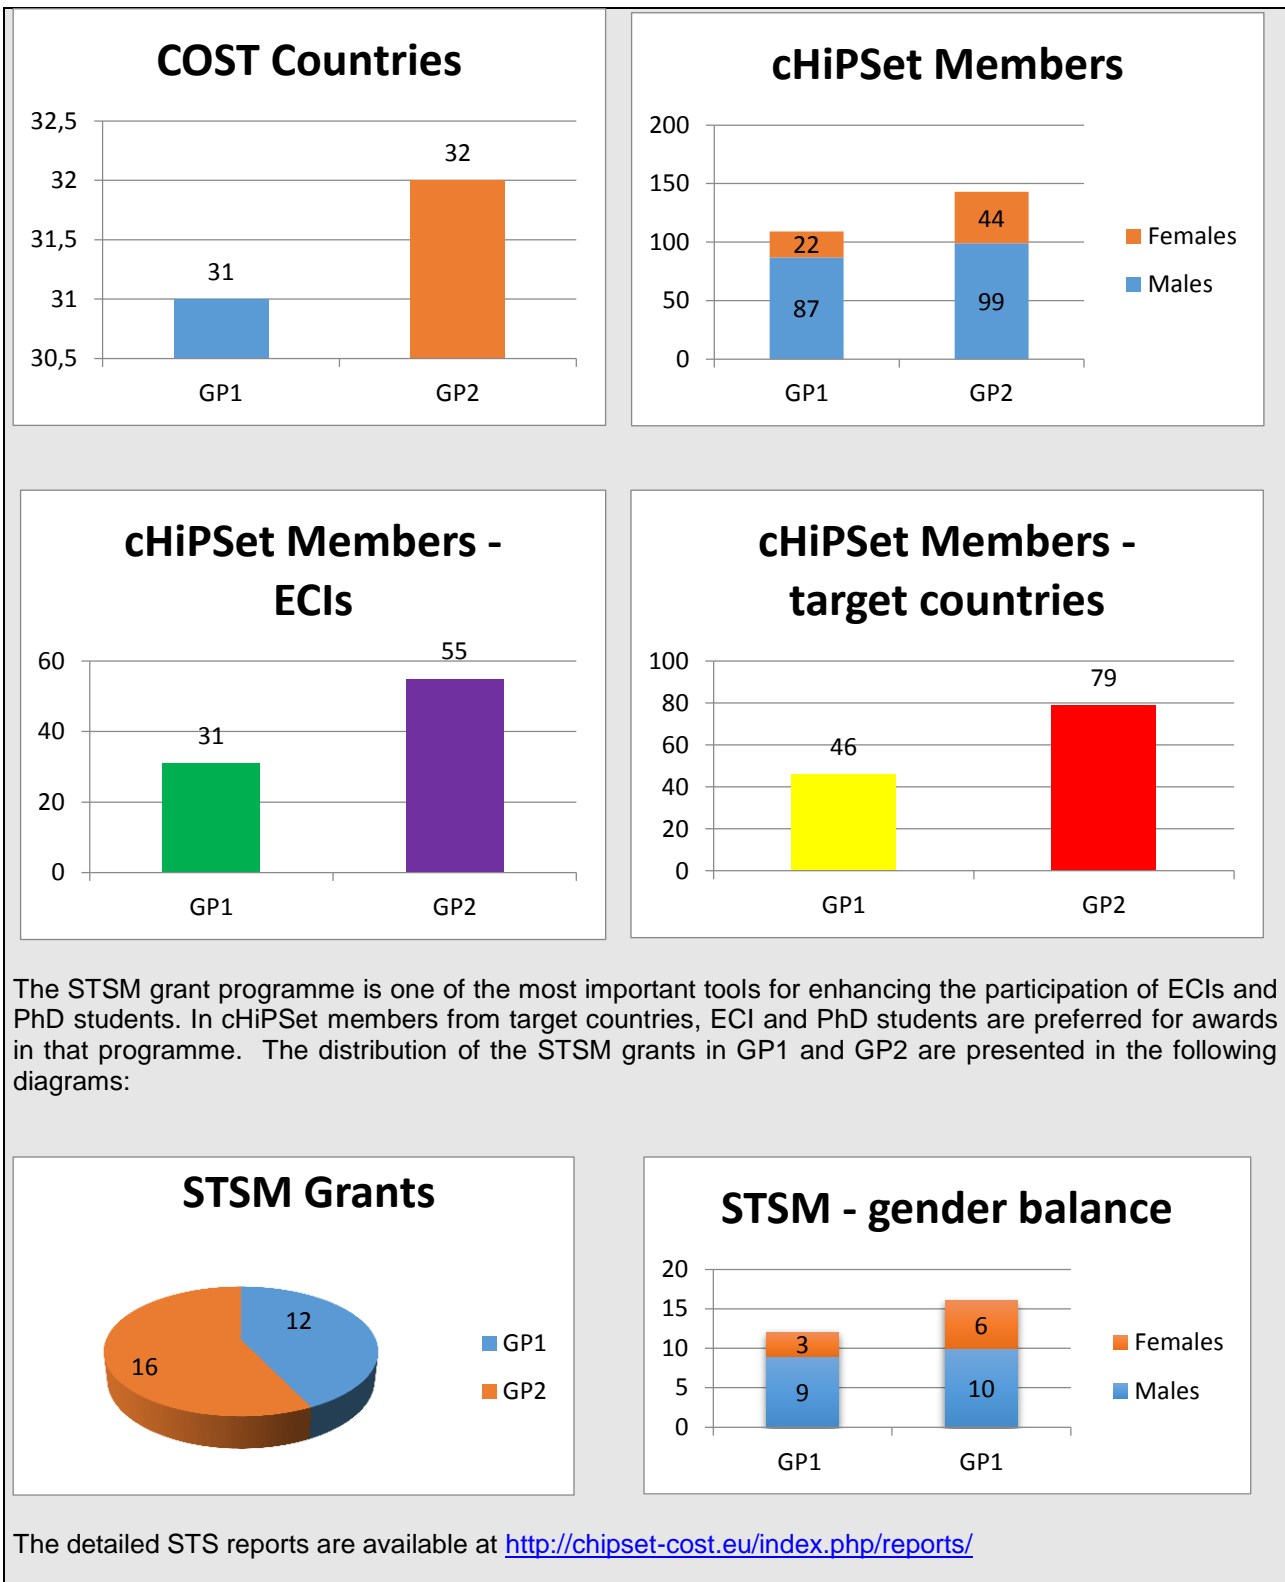 COST Countries
32,5
32
31,5
31
30,5
31
32
GP1
GP2
cHiPSet Members
200
150
100
50
0
22
87
44
99
GP1
GP2
Females
Males
cHiPSet Members -
ECIs
60
40
20
0
31
55
GP1
GP2
cHiPSet Members -
target countries
100
80
60
40
20
0
46
79
GP1
GP2
The STSM grant programme is one of the most important tools for enhancing the participation of ECIs and
PhD students. In cHiPSet members from target countries, ECI and PhD students are preferred for awards
in that programme. The distribution of the STSM grants in GP1 and GP2 are presented in the following
diagrams:
STSM Grants
12
16
GP1
GP2
STSM - gender balance
20
15
10
5
0
3
9
6
10
GP1
GP1
Females
Males
The detailed STS reports are available at http://chipset-cost.eu/index.php/reports/